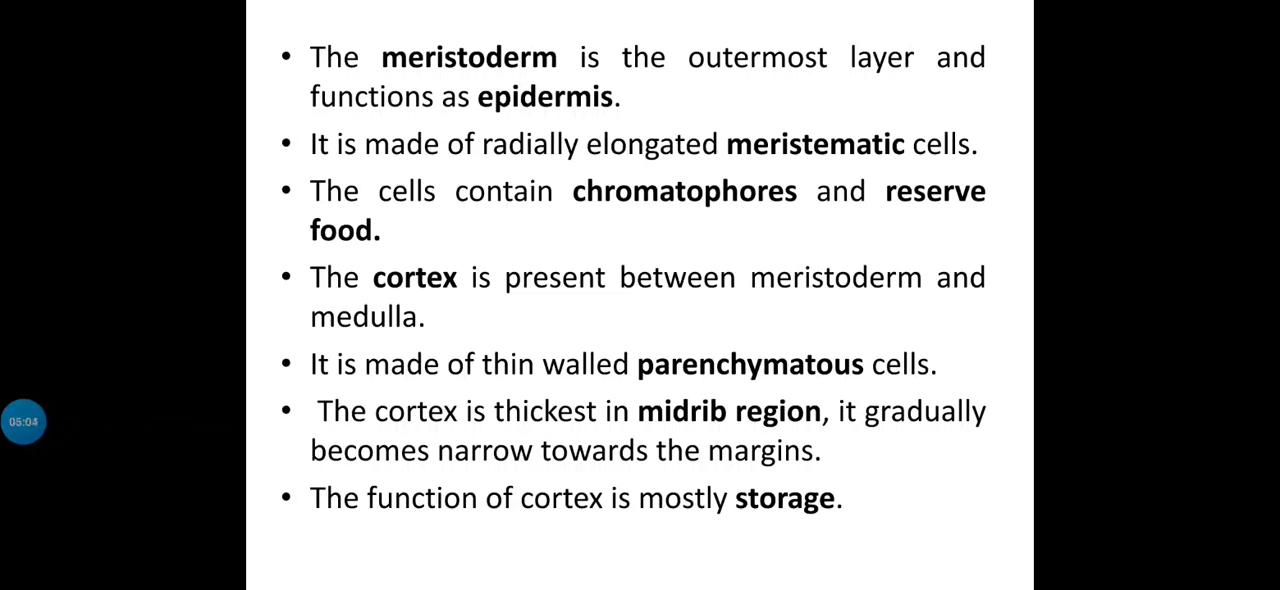 • The meristoderm is the outermost layer and
functions as epidermis.
• It is made of radially elongated meristematic cells.
• The cells contain chromatophores and reserve
food.
• The cortex is present between meristoderm and
medulla.
• It is made of thin walled parenchymatous cells.
• The cortex is thickest in midrib region, it gradually
becomes narrow towards the margins.
05:04
• The function of cortex is mostly storage.